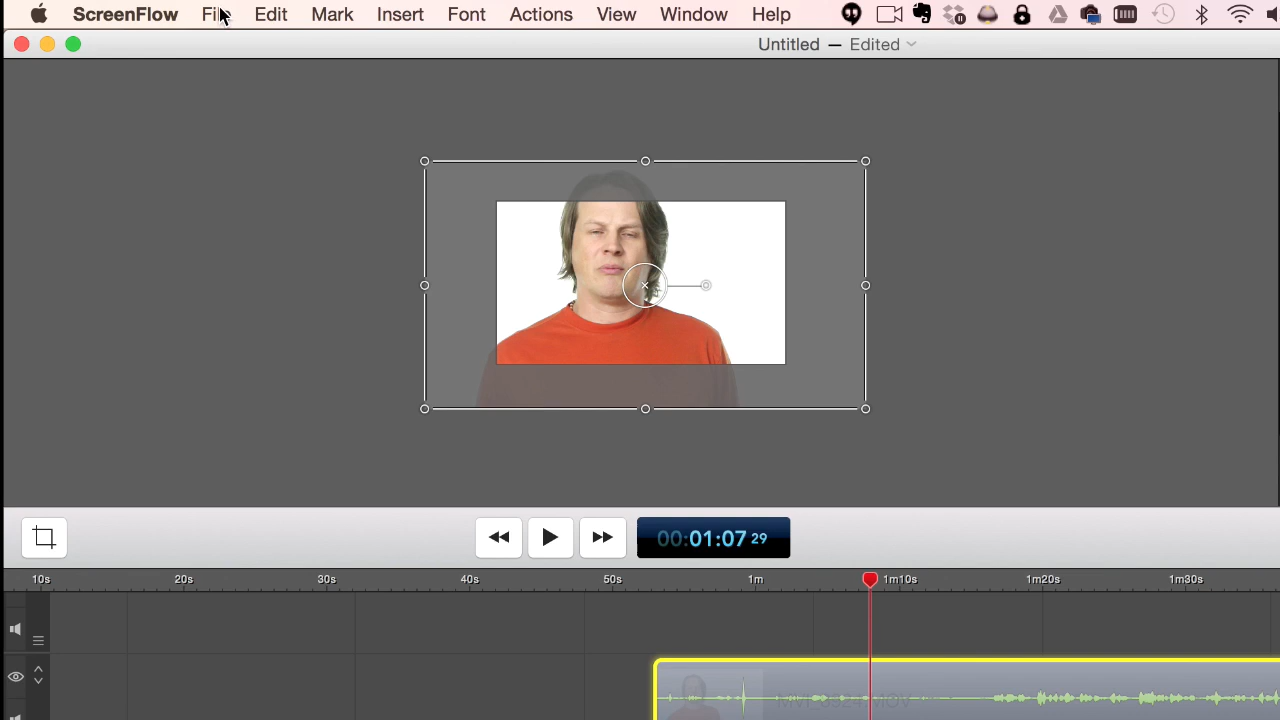 ScreenFlow File Edit Mark Insert Font Actions View Window Help
Untitled — Edited
00:01:07 29
10s 20s 30s 40s 50s 1m 1m10s 1m20s 1m30s